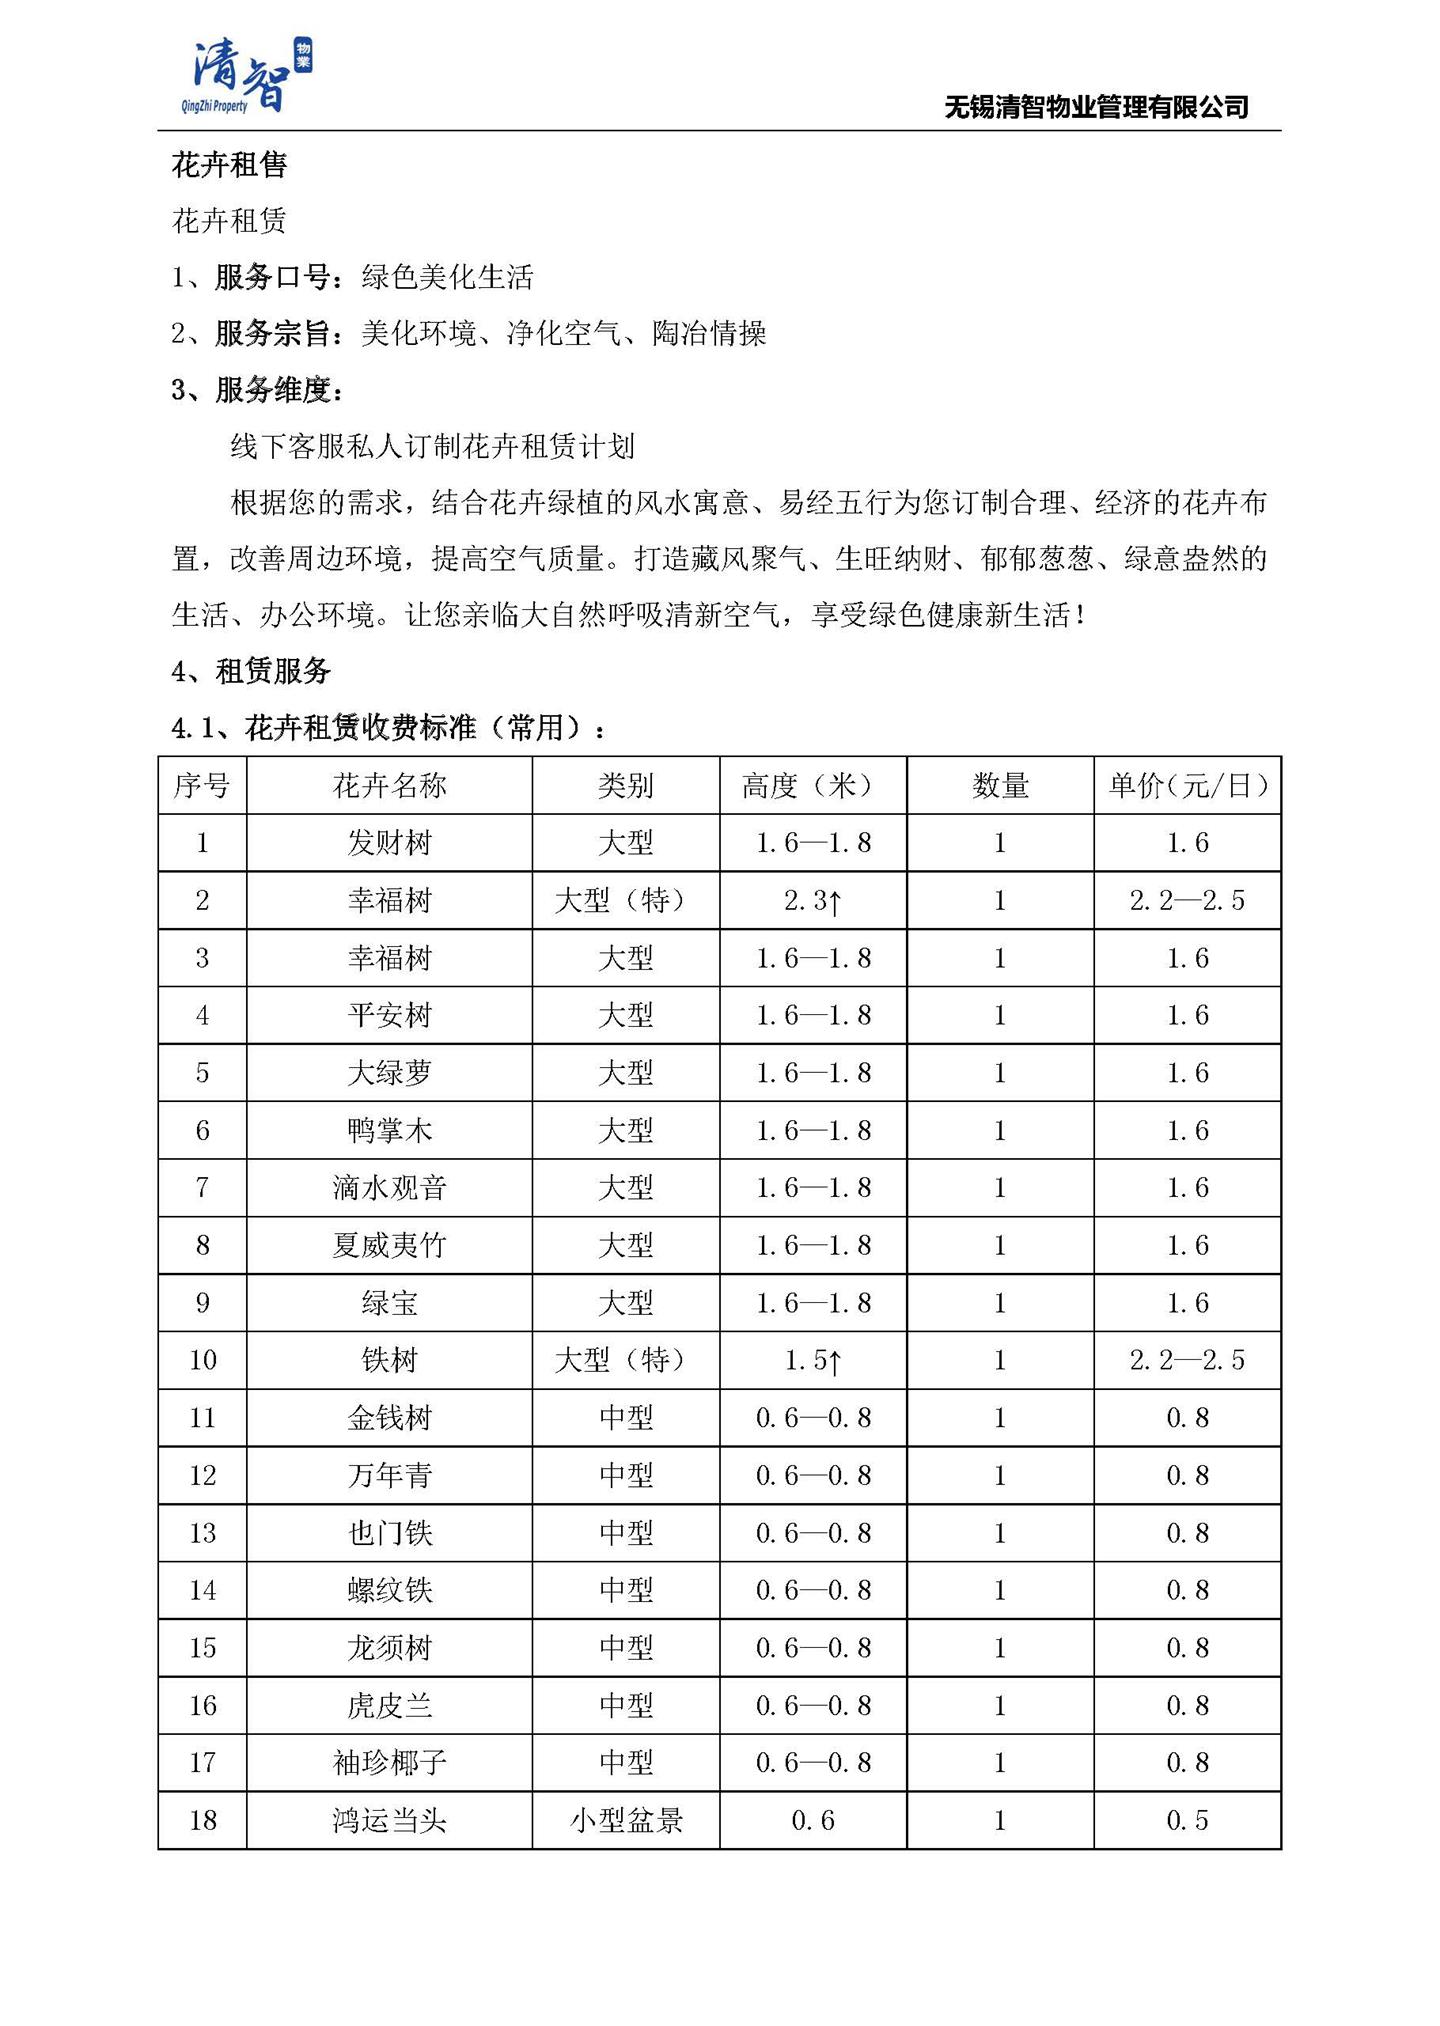 清智
物業
QingZhi Property
无锡清智物业管理有限公司
花卉租售
花卉租赁
1、服务口号：绿色美化生活
2、服务宗旨：美化环境、净化空气、陶冶情操
3、服务维度：
线下客服私人订制花卉租赁计划
根据您的需求，结合花卉绿植的风水寓意、易经五行为您订制合理、经济的花卉布
置，改善周边环境，提高空气质量。打造藏风聚气、生旺纳财、郁郁葱葱、绿意盎然的
生活、办公环境。让您亲临大自然呼吸清新空气，享受绿色健康新生活！
4、租赁服务
4.1、花卉租赁收费标准（常用）：
序号 花卉名称 类别 高度（米） 数量 单价（元/日）
1 发财树 大型 1.6—1.8 1 1.6
2 幸福树 大型（特） 2.3↑ 1 2.2—2.5
3 幸福树 大型 1.6—1.8 1 1.6
4 平安树 大型 1.6—1.8 1 1.6
5 大绿萝 大型 1.6—1.8 1 1.6
6 鸭掌木 大型 1.6—1.8 1 1.6
7 滴水观音 大型 1.6—1.8 1 1.6
8 夏威夷竹 大型 1.6—1.8 1 1.6
9 绿宝 大型 1.6—1.8 1 1.6
10 铁树 大型（特） 1.5↑ 1 2.2—2.5
11 金钱树 中型 0.6—0.8 1 0.8
12 万年青 中型 0.6—0.8 1 0.8
13 也门铁 中型 0.6—0.8 1 0.8
14 螺纹铁 中型 0.6—0.8 1 0.8
15 龙须树 中型 0.6—0.8 1 0.8
16 虎皮兰 中型 0.6—0.8 1 0.8
17 袖珍椰子 中型 0.6—0.8 1 0.8
18 鸿运当头 小型盆景 0.6 1 0.5